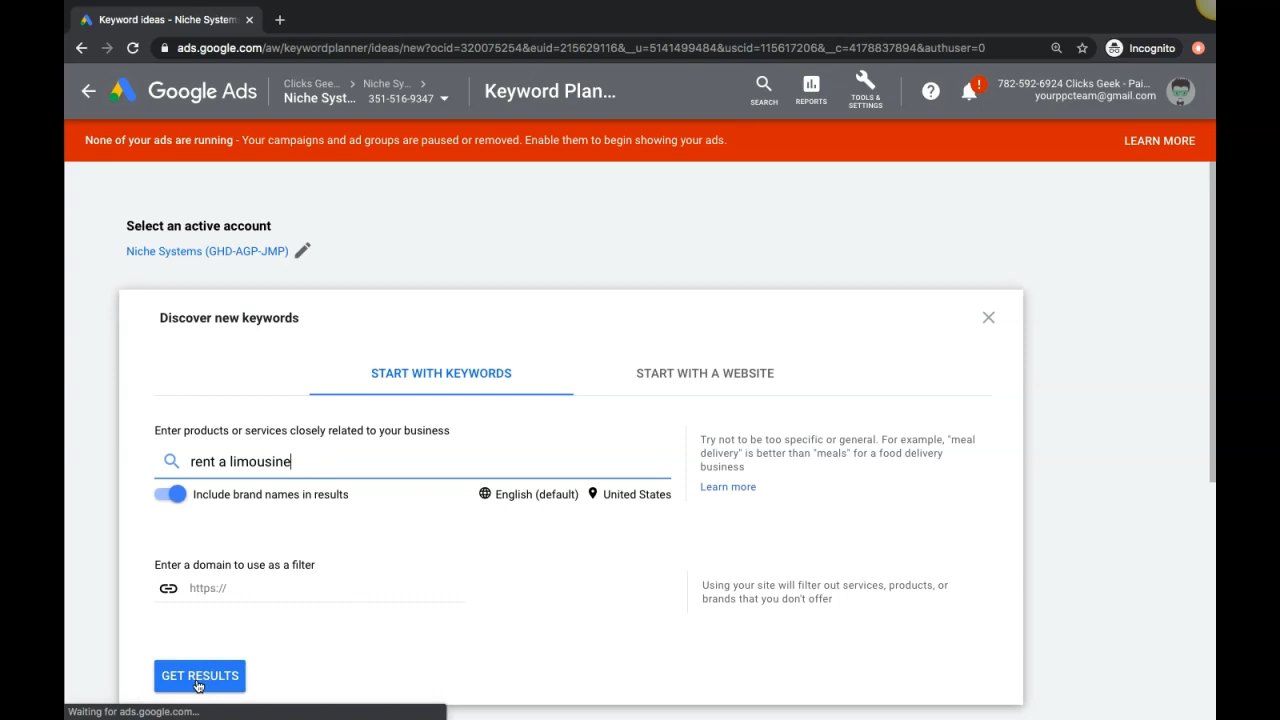 Keyword ideas - Niche System
ads.google.com/aw/keywordplanner/ideas/new?ocid=320075254&euid=215629116&__u=5141499484&uscid=115617206&__c=4178837894&authuser=0
Incognito
Google Ads
Clicks Gee... > Niche Sy... >
Niche Syst... 351-516-9347
Keyword Plan...
SEARCH
REPORTS
TOOLS &
SETTINGS
782-592-6924 Clicks Geek - Pai...
yourppcteam@gmail.com
None of your ads are running - Your campaigns and ad groups are paused or removed. Enable them to begin showing your ads.
LEARN MORE
Select an active account
Niche Systems (GHD-AGP-JMP)
Discover new keywords
START WITH KEYWORDS
START WITH A WEBSITE
Enter products or services closely related to your business
rent a limousine
Include brand names in results
English (default)
United States
Try not to be too specific or general. For example, "meal
delivery" is better than "meals" for a food delivery
business
Learn more
Enter a domain to use as a filter
https://
Using your site will filter out services, products, or
brands that you don't offer
GET RESULTS
Waiting for ads.google.com...